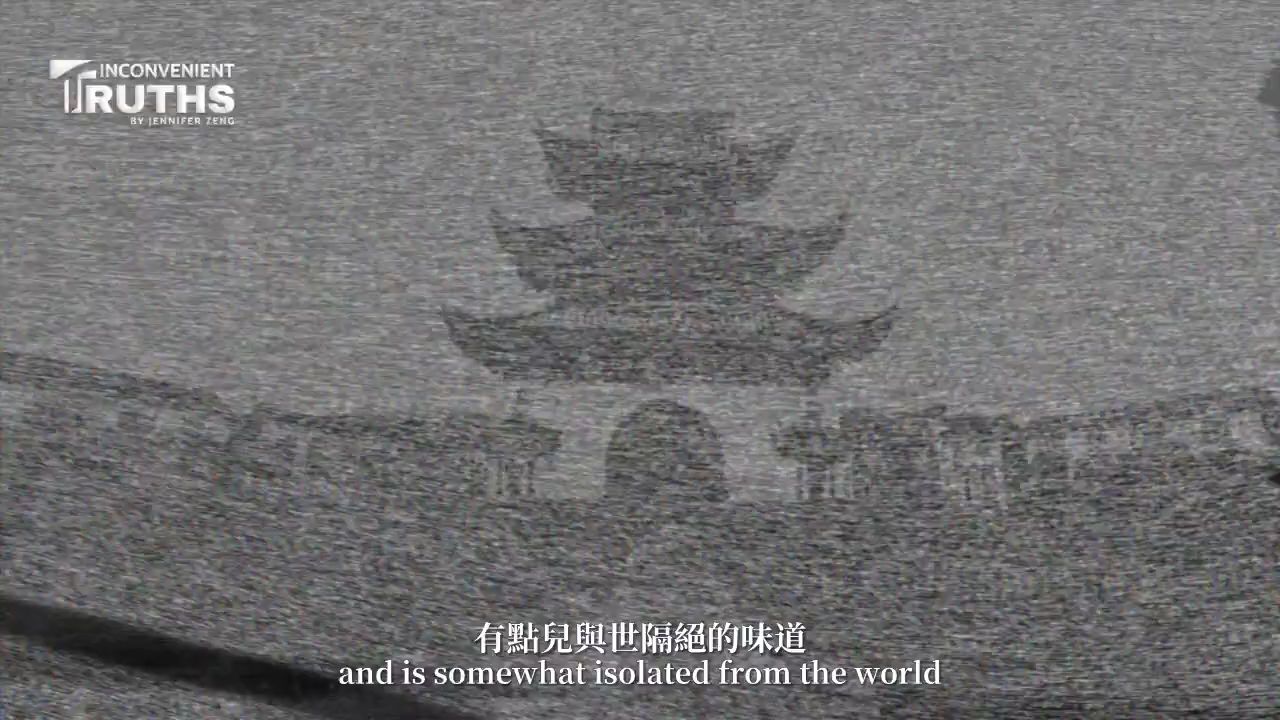 INCONVENIENT
TRUTHS
BY JENNIFER ZENG
有點兒與世隔絕的味道
and is somewhat isolated from the world